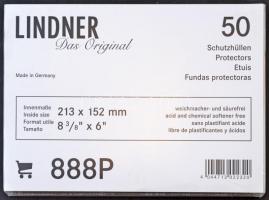 LINDNER
Das Original
Made in Germany
50
Schutzhüllen
Protectors
Etuis
Fundas protectoras
Innenmaße
Inside size
Format utile
Tamaño
213 x 152 mm
8 3/8" x 6"
weichmacher- und säurefrei
acid and chemical softener free
sans plastifiant acide
libre de plastificantes y ácidos
888P